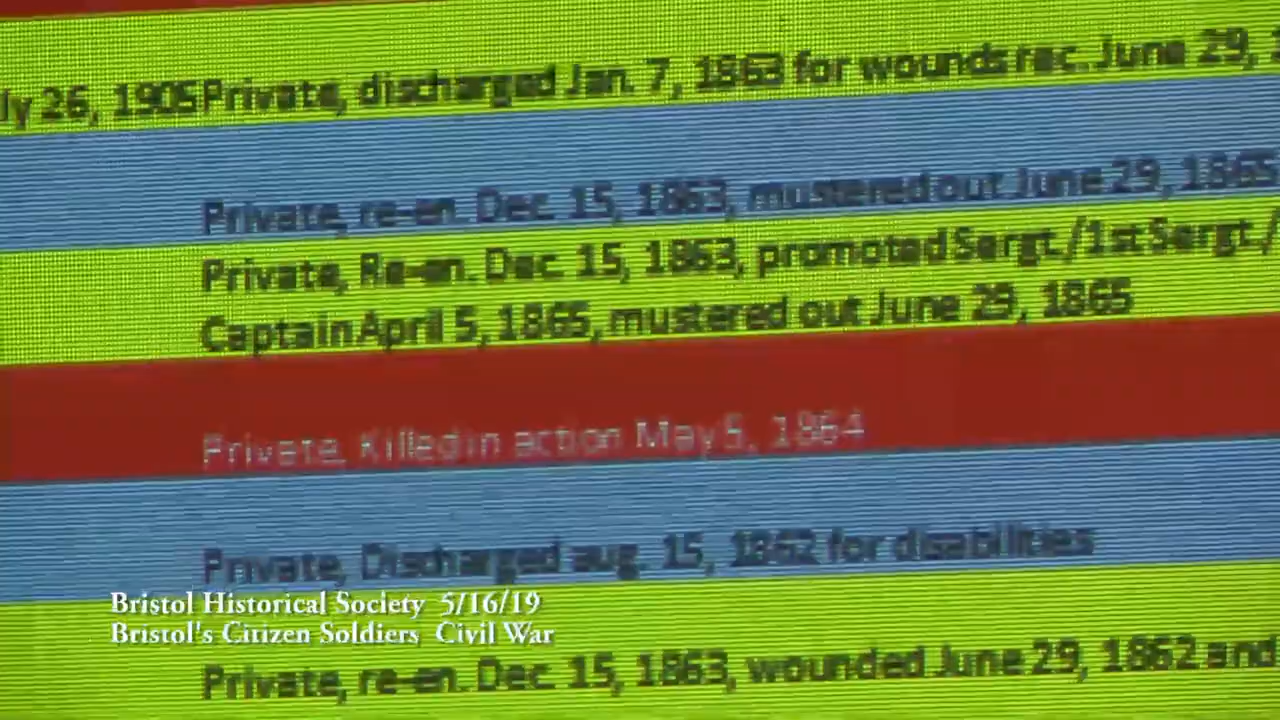 ly 26, 1905 Private, discharged Jan. 7, 1863 for wounds rec. June 29,
Private, re-en. Dec. 15, 1863, mustered out June 29, 1865
Private, Re-en. Dec. 15, 1863, promoted Sergt./1st Sergt./
Captain April 5, 1865, mustered out June 29, 1865
Private, Killed in action May 5, 1864
Private, Discharged aug. 15, 1862 for disabilities
Bristol Historical Society 5/16/19
Bristol's Citizen Soldiers Civil War
Private, re-en. Dec. 15, 1863, wounded June 29, 1862 and